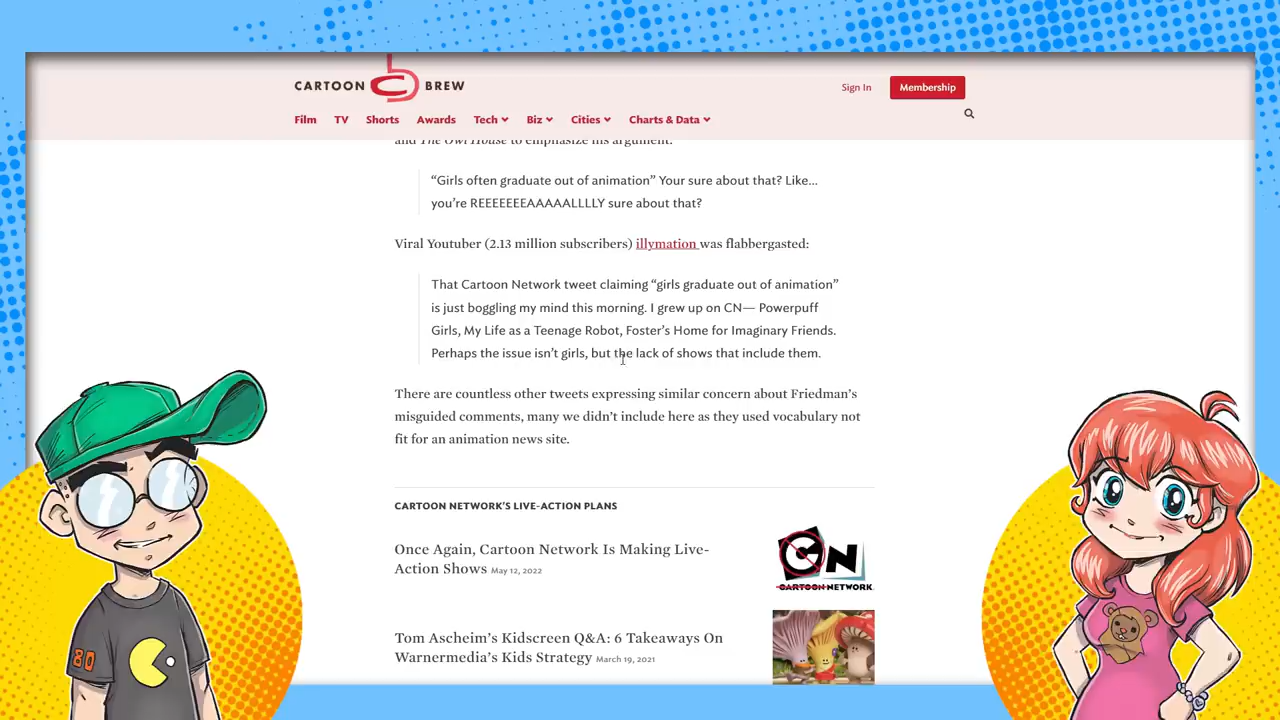 CARTOON BREW
Sign In
Membership
Film TV Shorts Awards Tech Biz Cities Charts & Data
and The Owl House to emphasize his argument.
“Girls often graduate out of animation” Your sure about that? Like...
you’re REEEEEEEAAAAALLLLY sure about that?
Viral Youtuber (2.13 million subscribers) illymation was flabbergasted:
That Cartoon Network tweet claiming “girls graduate out of animation”
is just boggling my mind this morning. I grew up on CN— Powerpuff
Girls, My Life as a Teenage Robot, Foster’s Home for Imaginary Friends.
Perhaps the issue isn’t girls, but the lack of shows that include them.
There are countless other tweets expressing similar concern about Friedman’s
misguided comments, many we didn’t include here as they used vocabulary not
fit for an animation news site.
CARTOON NETWORK’S LIVE-ACTION PLANS
Once Again, Cartoon Network Is Making Live-
Action Shows May 12, 2022
CN
CARTOON NETWORK
Tom Ascheim’s Kidscreen Q&A: 6 Takeaways On
Warnermedia’s Kids Strategy March 19, 2021
80